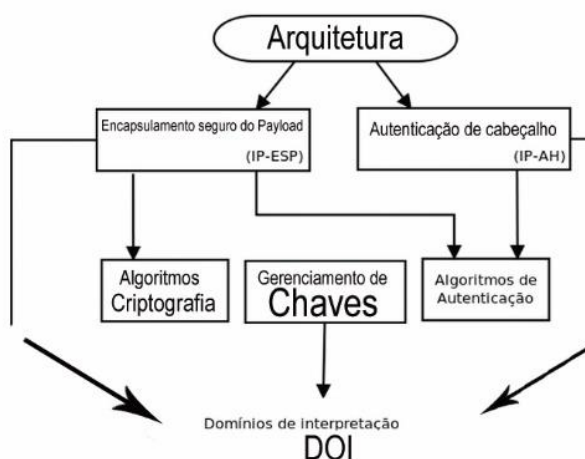 Arquitetura
Encapsulamento seguro do Payload
(IP-ESP)
Autenticação de cabeçalho
(IP-AH)
Algoritmos
Criptografia
Gerenciamento de
Chaves
Algoritmos de
Autenticação
Domínios de interpretação
DOI